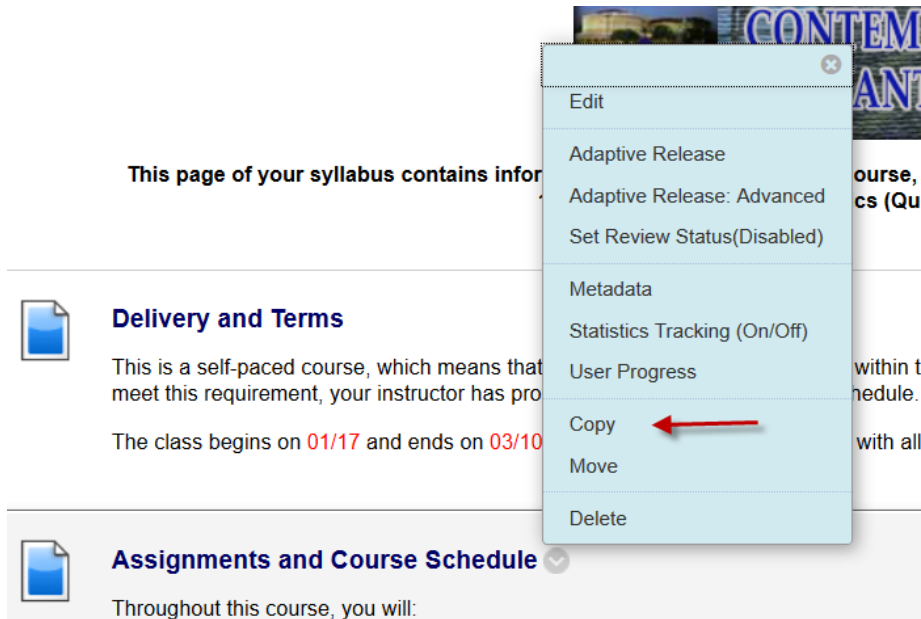 CONTEM
ANT
This page of your syllabus contains infor
ourse,
cs (Qu
Edit
Adaptive Release
Adaptive Release: Advanced
Set Review Status(Disabled)
Metadata
Statistics Tracking (On/Off)
User Progress
Copy
Move
Delete
Delivery and Terms
This is a self-paced course, which means that
within t
meet this requirement, your instructor has pro
hedule.
The class begins on 01/17 and ends on 03/10
with all
Assignments and Course Schedule
Throughout this course, you will: